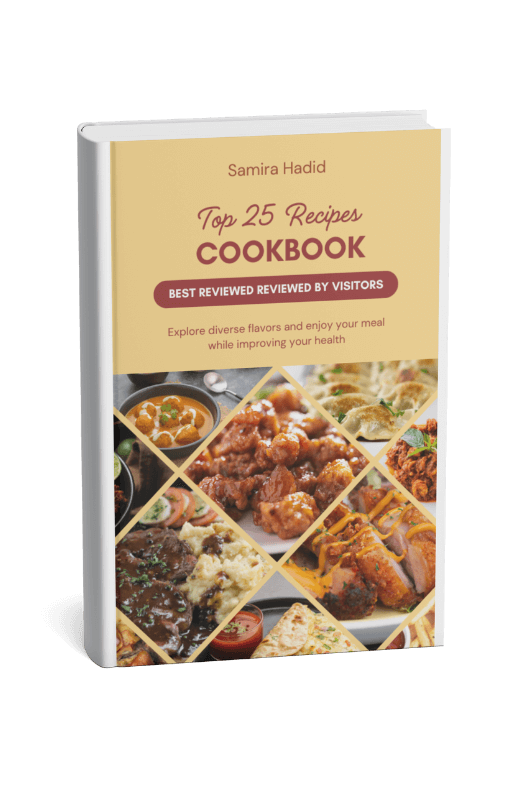 Samira Hadid
Top 25 Recipes
COOKBOOK
BEST REVIEWED REVIEWED BY VISITORS
Explore diverse flavors and enjoy your meal
while improving your health